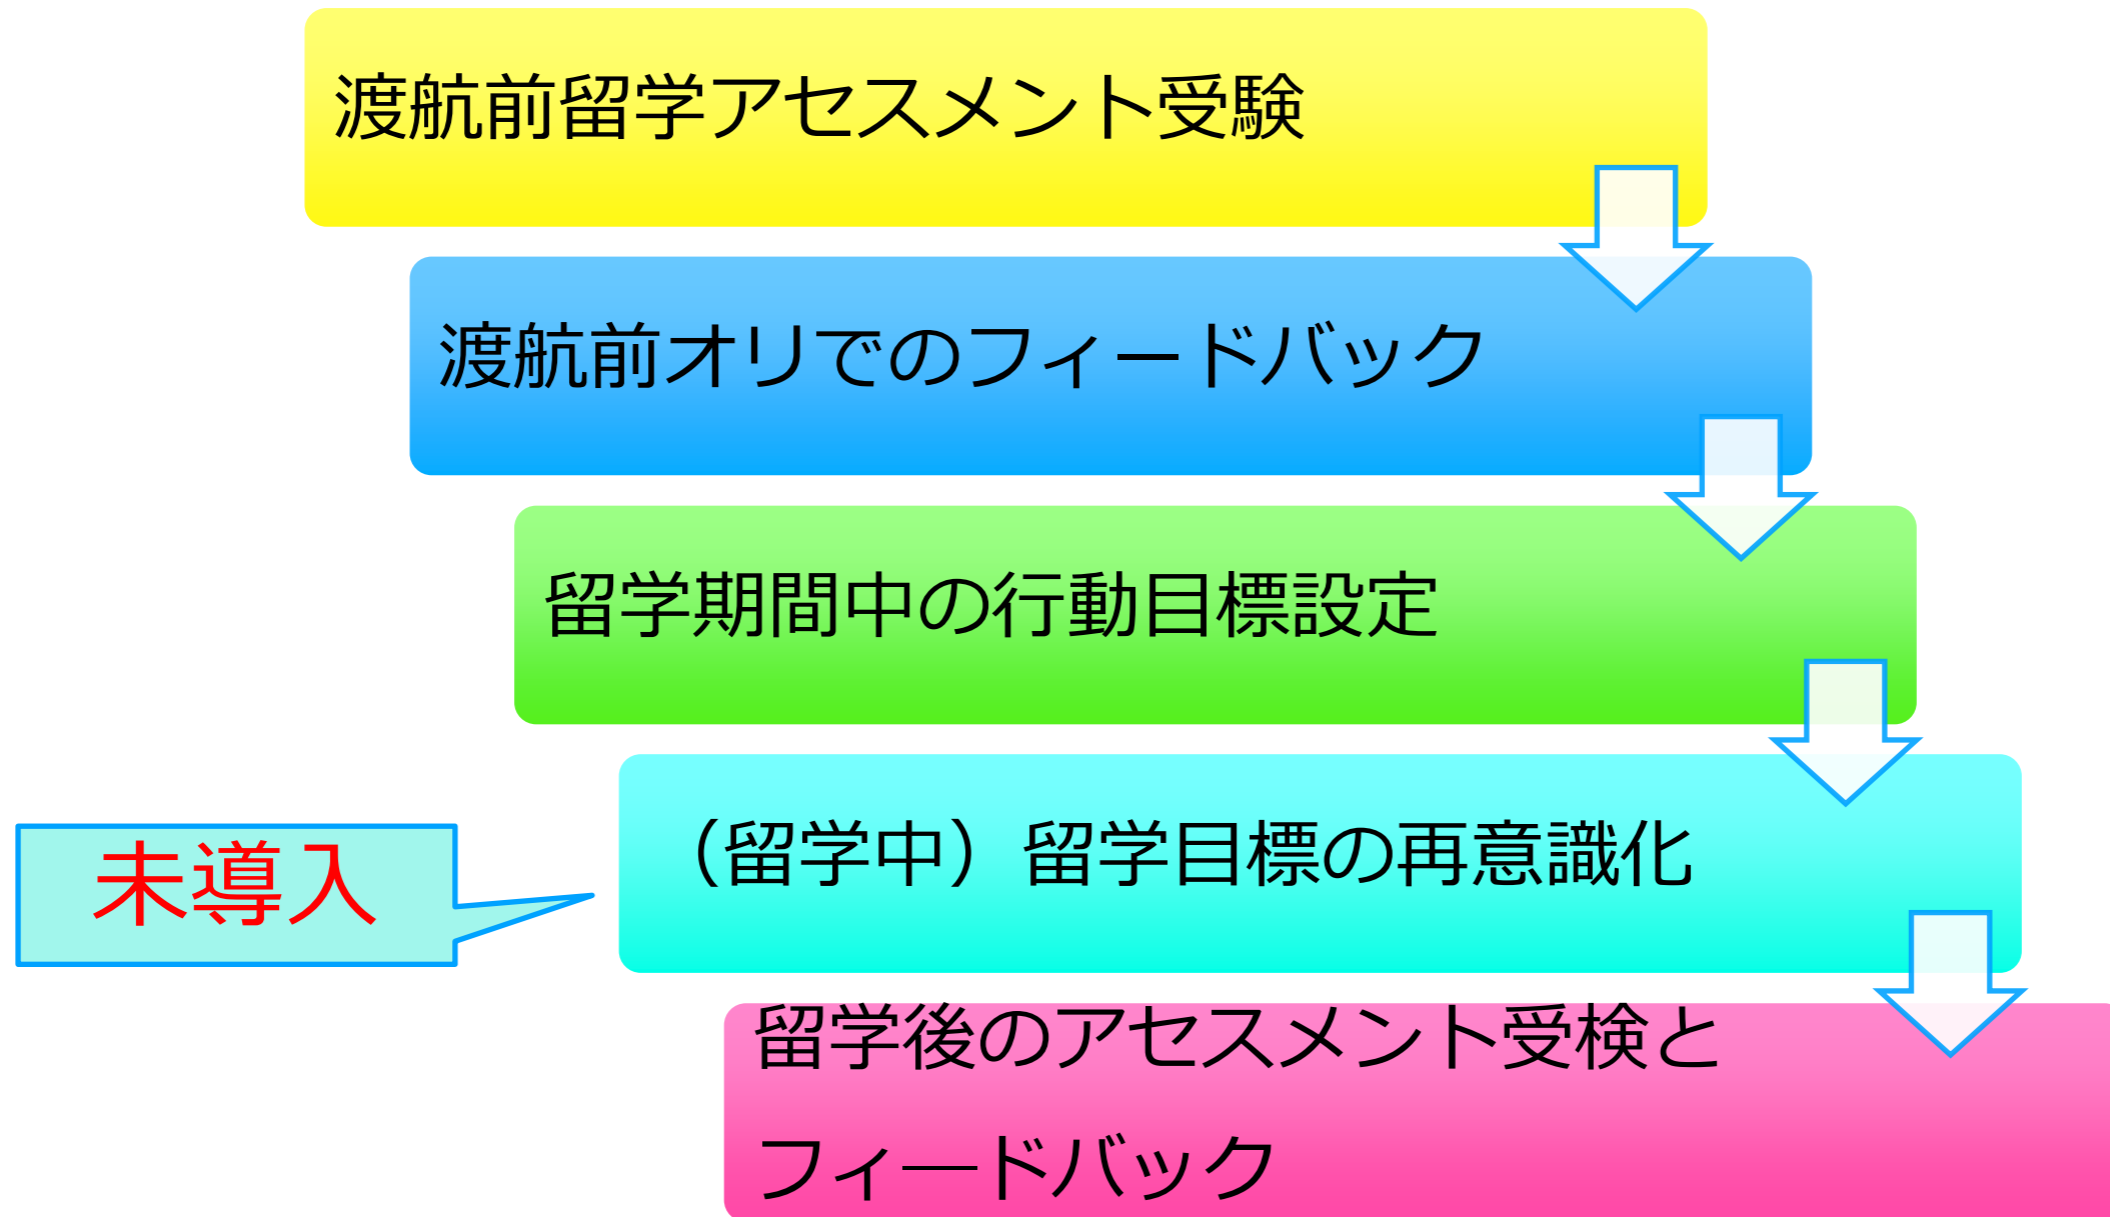 渡航前留学アセスメント受験
渡航前オリでのフィードバック
留学期間中の行動目標設定
（留学中）留学目標の再意識化
未導入
留学後のアセスメント受検と
フィ―ドバック